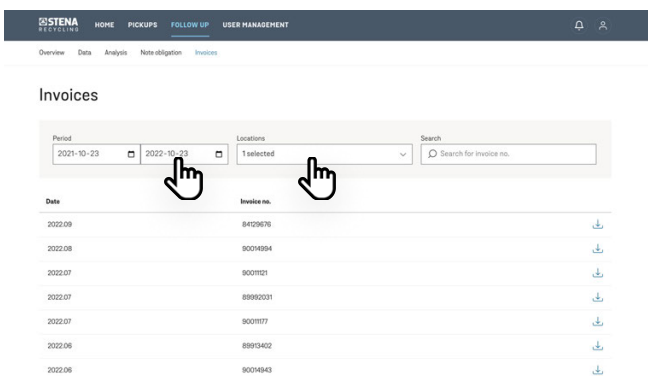 STENA
RECYCLING
HOME PICKUPS FOLLOW UP USER MANAGEMENT
Overview Data Analysis Note obligation Invoices
Invoices
Period Locations Search
2021-10-23 2022-10-23 1 selected Search for invoice no.
Date Invoice no.
2022.09 84129676
2022.08 90014994
2022.07 90011121
2022.07 89992031
2022.07 90011177
2022.06 89913402
2022.06 90014943